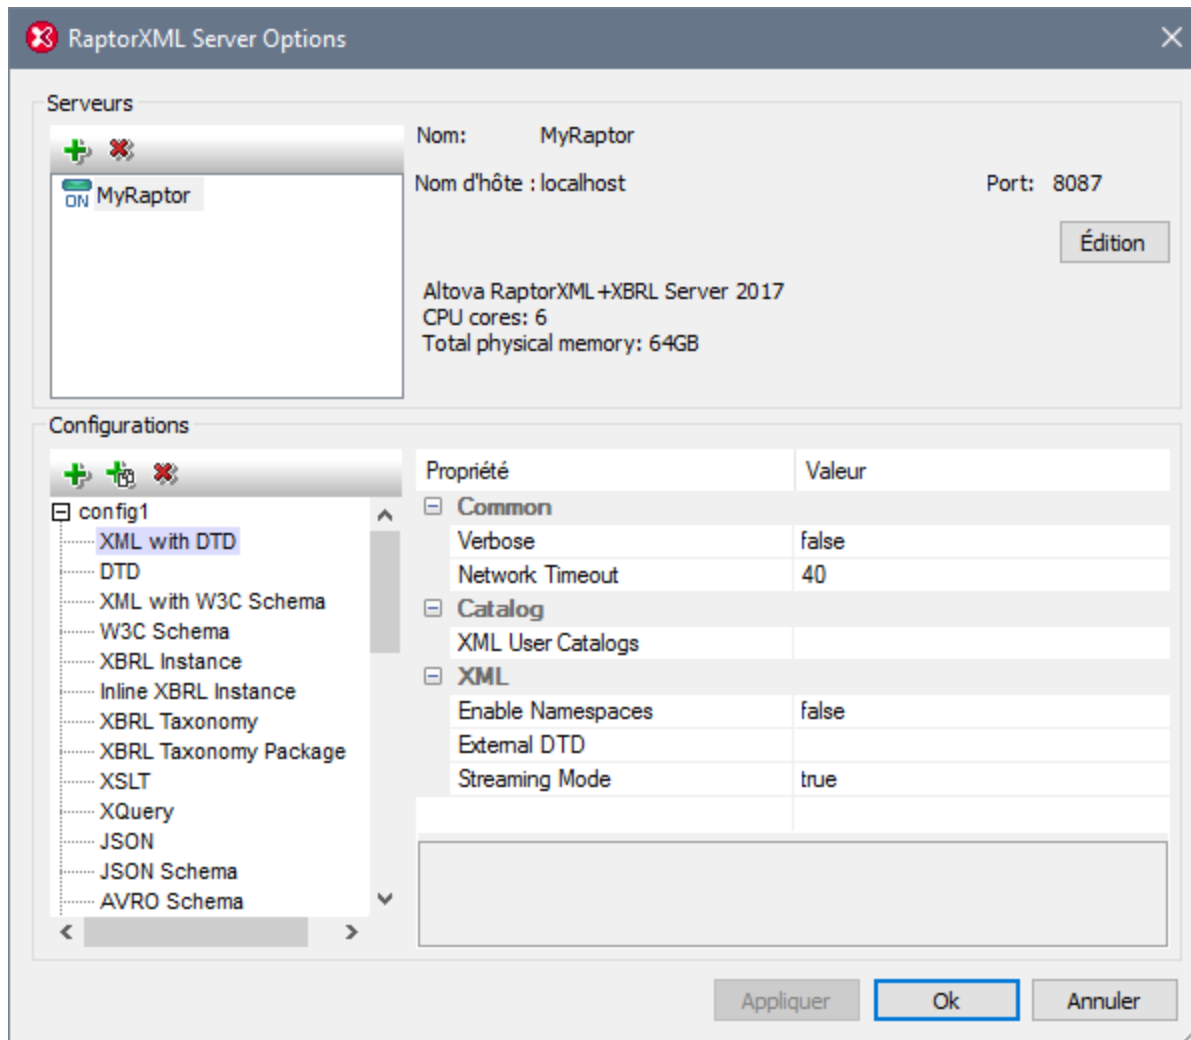 RaptorXML Server Options
Serveurs
Nom: MyRaptor
ON MyRaptor
Nom d'hôte : localhost Port: 8087
Édition
Altova RaptorXML+XBRL Server 2017
CPU cores: 6
Total physical memory: 64GB
Configurations
Propriété Valeur
config1
Common
XML with DTD
Verbose false
DTD
Network Timeout 40
XML with W3C Schema
Catalog
W3C Schema
XML User Catalogs
XBRL Instance
XML
Inline XBRL Instance
Enable Namespaces false
XBRL Taxonomy
External DTD
XBRL Taxonomy Package
Streaming Mode true
XSLT
XQuery
JSON
JSON Schema
AVRO Schema
Appliquer Ok Annuler